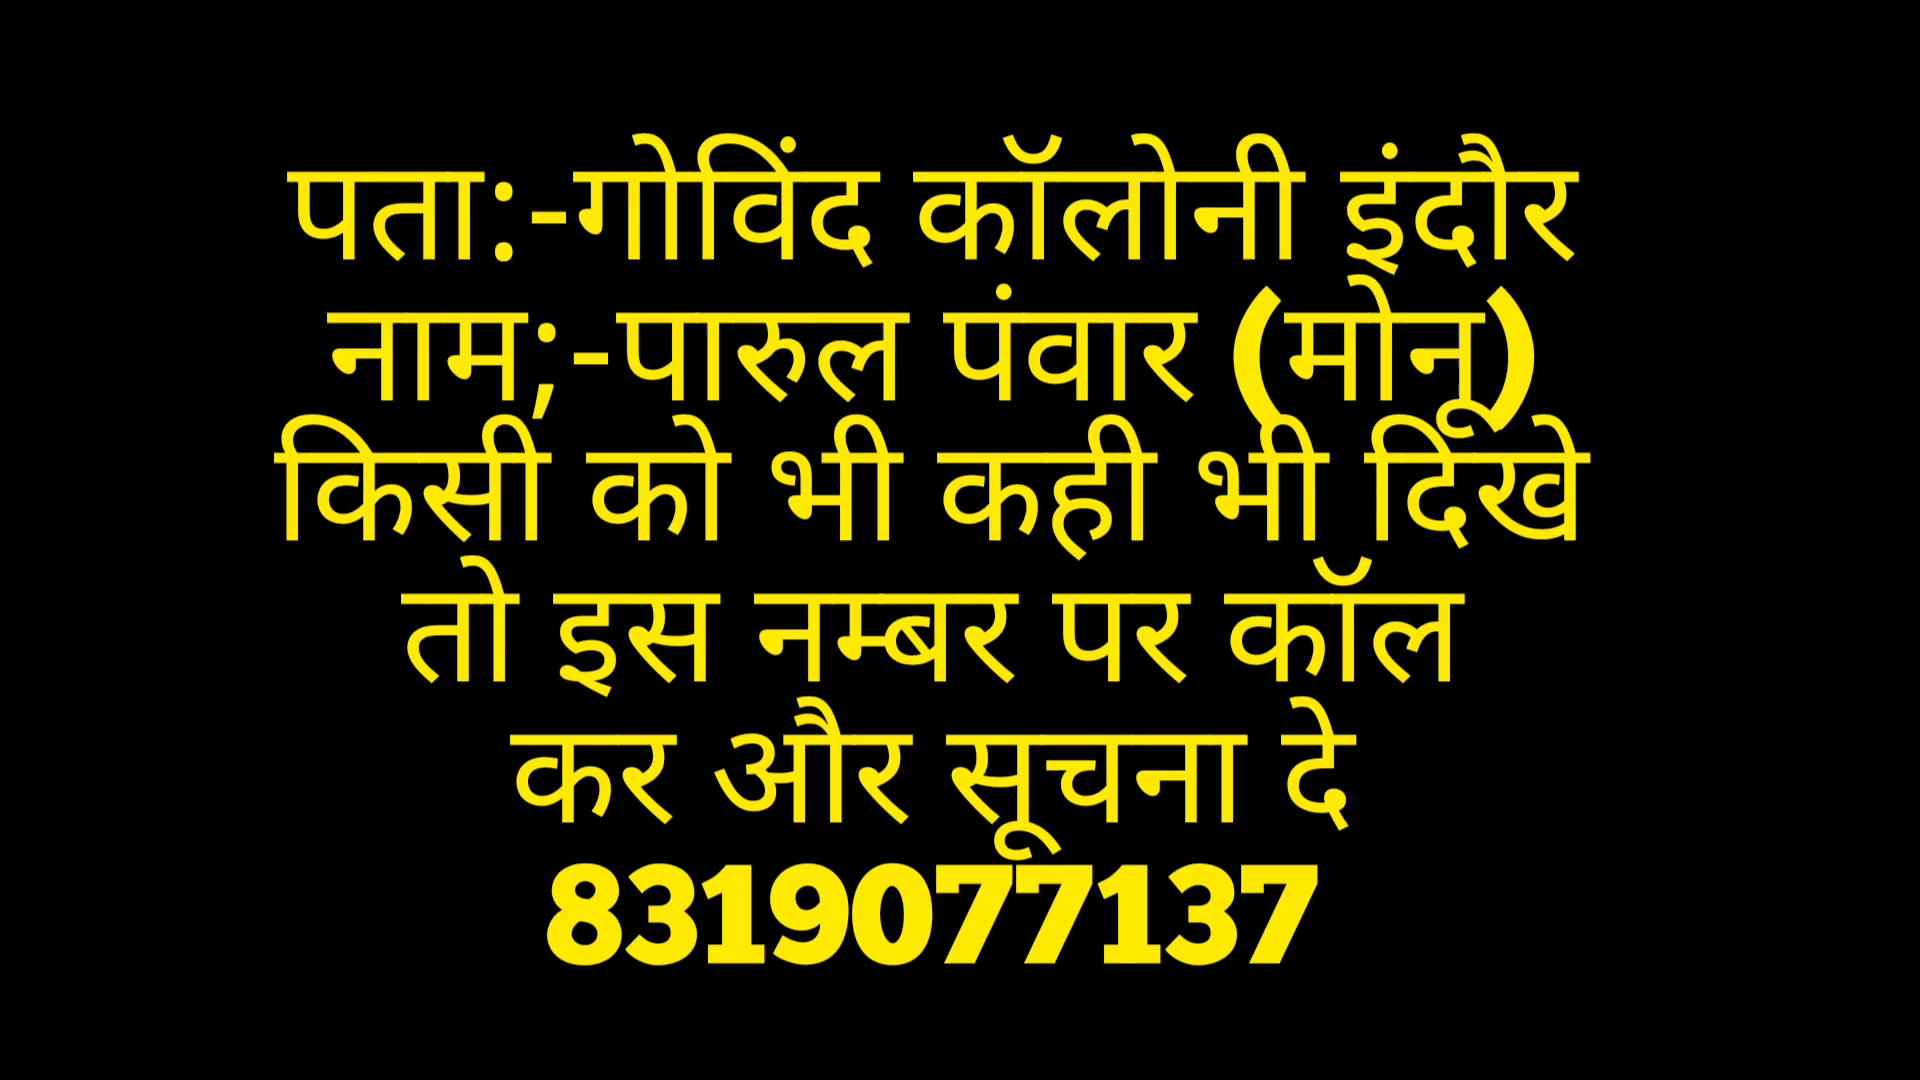 पता:-गोविंद कॉलोनी इंदौर
नाम;-पारुल पंवार (मोनू)
किसी को भी कही भी दिखे
तो इस नम्बर पर कॉल
कर और सूचना दे
8319077137